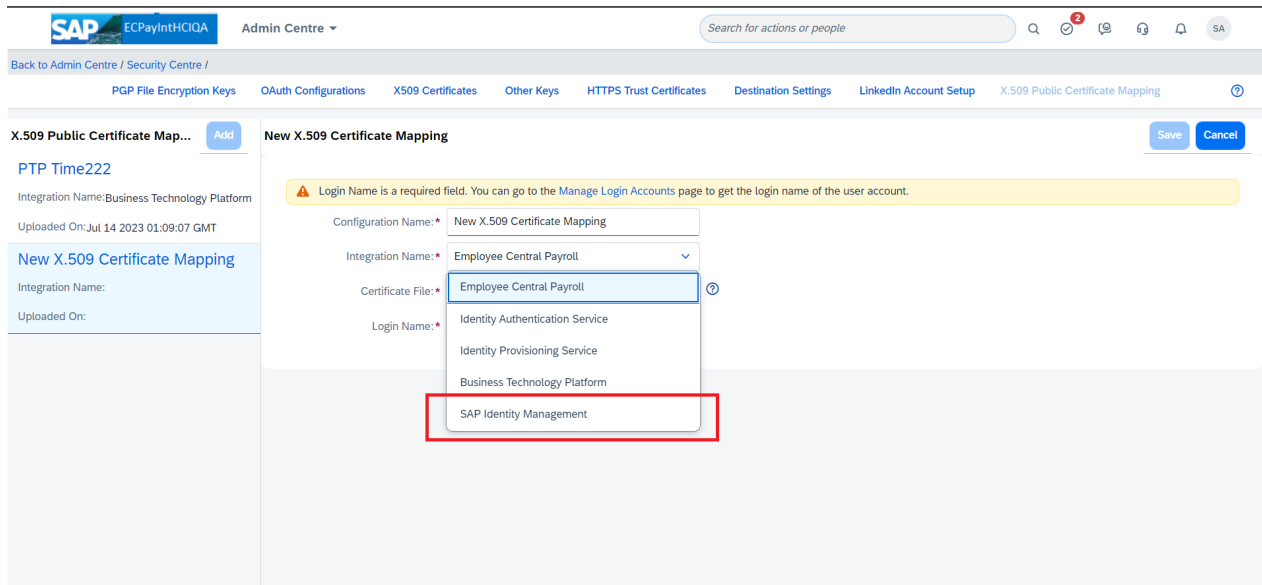 SAP ECPayIntHCIQA Admin Centre Search for actions or people 2 SA
Back to Admin Centre / Security Centre /
PGP File Encryption Keys OAuth Configurations X509 Certificates Other Keys HTTPS Trust Certificates Destination Settings LinkedIn Account Setup X.509 Public Certificate Mapping
X.509 Public Certificate Map... Add
PTP Time222
Integration Name:Business Technology Platform
Uploaded On:Jul 14 2023 01:09:07 GMT
New X.509 Certificate Mapping
Integration Name:
Uploaded On:
New X.509 Certificate Mapping Save Cancel
Login Name is a required field. You can go to the Manage Login Accounts page to get the login name of the user account.
Configuration Name:* New X.509 Certificate Mapping
Integration Name:* Employee Central Payroll
Certificate File:*
Login Name:*
Employee Central Payroll
Identity Authentication Service
Identity Provisioning Service
Business Technology Platform
SAP Identity Management